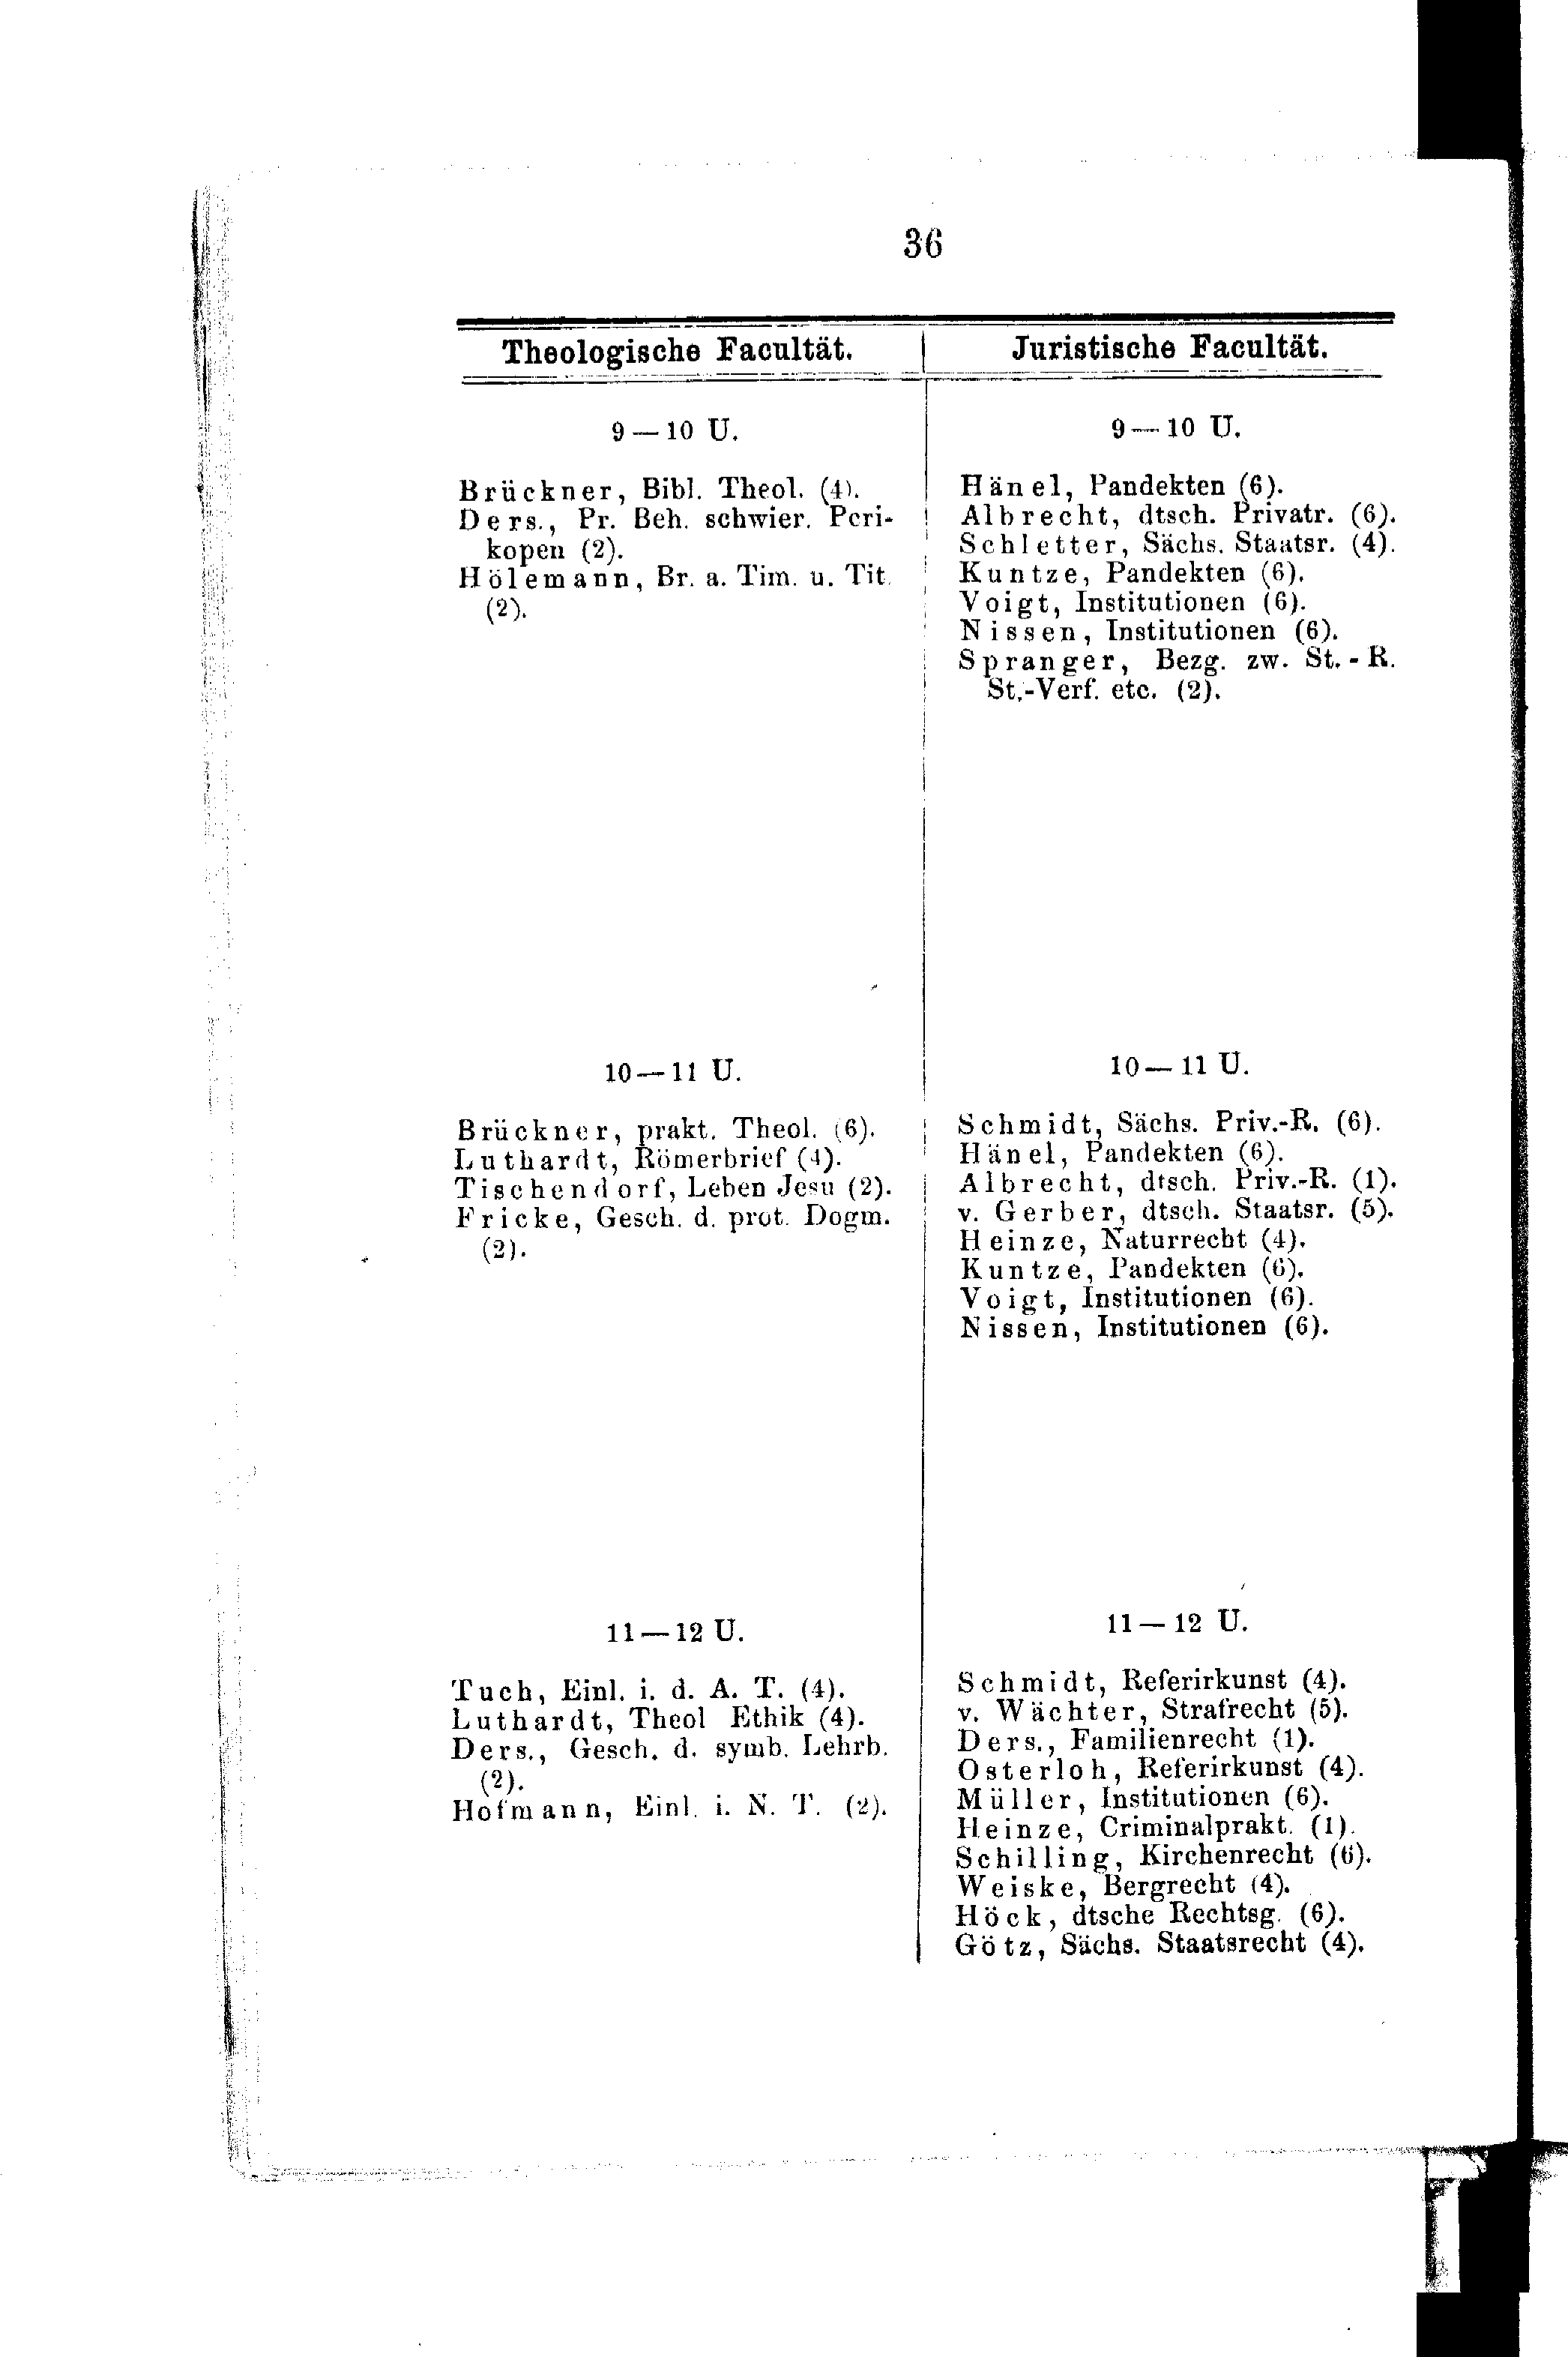 36
Theologische Facultät.
9—10 U.
Brückner, Bibl. Theol. (4).
Ders., Pr. Beh. schwier. Peri-
kopen (2).
Hölemann, Br. a. Tim. u. Tit.
(2).
10—11 U.
Brückner, prakt. Theol. (6).
Luthardt, Römerbrief (4).
Tischendorf, Leben Jesu (2).
Fricke, Gesch. d. prot. Dogm.
(2).
11—12 U.
Tuch, Einl. i. d. A. T. (4).
Luthardt, Theol Ethik (4).
Ders., Gesch. d. symb. Lehrb.
(2).
Hofmann, Einl. i. N. T. (2).
Juristische Facultät.
9—10 U.
Hänel, Pandekten (6).
Albrecht, dtsch. Privatr. (6).
Schletter, Sächs. Staatsr. (4).
Kuntze, Pandekten (6).
Voigt, Institutionen (6).
Nissen, Institutionen (6).
Spranger, Bezg. zw. St.-R.
St.-Verf. etc. (2).
10—11 U.
Schmidt, Sächs. Priv.-R. (6).
Hänel, Pandekten (6).
Albrecht, dtsch. Priv.-R. (1).
v. Gerber, dtsch. Staatsr. (5).
Heinze, Naturrecht (4).
Kuntze, Pandekten (6).
Voigt, Institutionen (6).
Nissen, Institutionen (6).
11—12 U.
Schmidt, Referirkunst (4).
v. Wächter, Strafrecht (5).
Ders., Familienrecht (1).
Osterloh, Referirkunst (4).
Müller, Institutionen (6).
Heinze, Criminalprakt. (1).
Schilling, Kirchenrecht (6).
Weiske, Bergrecht (4).
Höck, dtsche Rechtsg. (6).
Götz, Sächs. Staatsrecht (4).